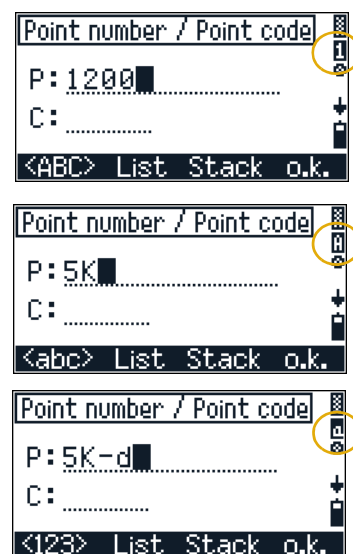 Point number / Point code
1
P: 1200
C:
<ABC> List Stack o.k.
Point number / Point code
A
P: 5K
C:
<abc> List Stack o.k.
Point number / Point code
a
P: 5K-d
C:
<123> List Stack o.k.